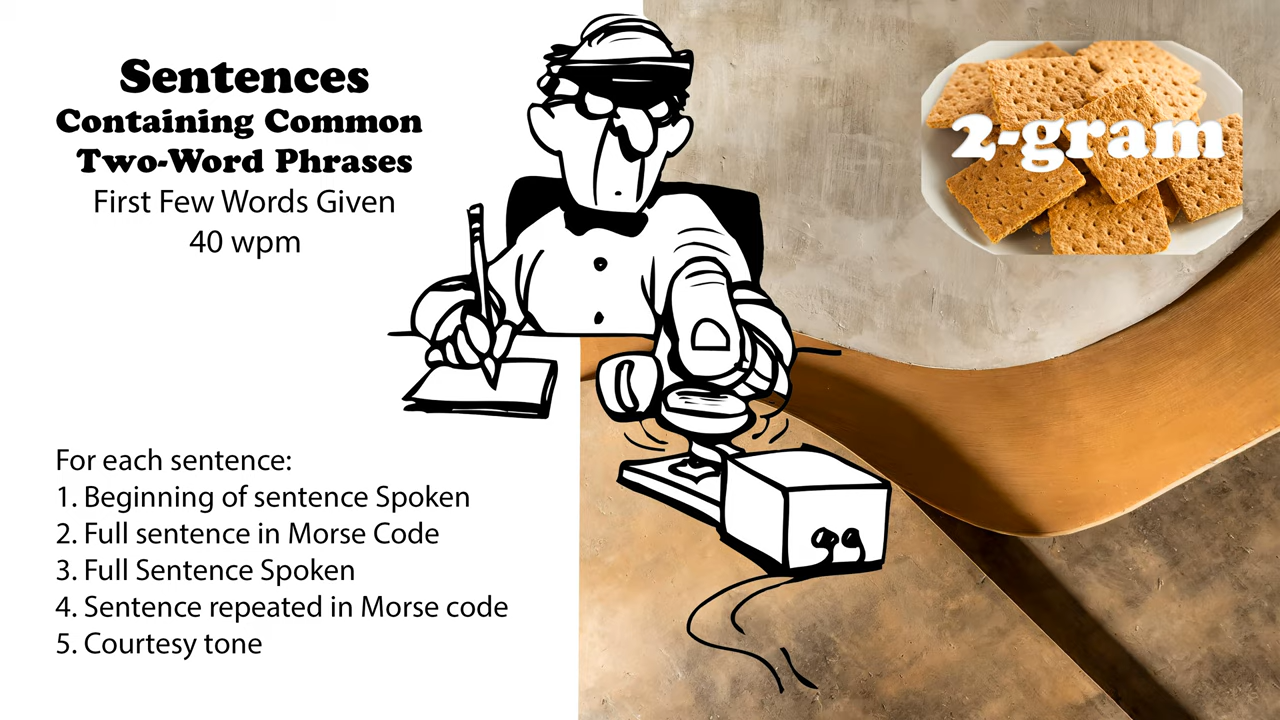 Sentences
Containing Common
Two-Word Phrases
First Few Words Given
40 wpm
2-gram
For each sentence:
1. Beginning of sentence Spoken
2. Full sentence in Morse Code
3. Full Sentence Spoken
4. Sentence repeated in Morse code
5. Courtesy tone